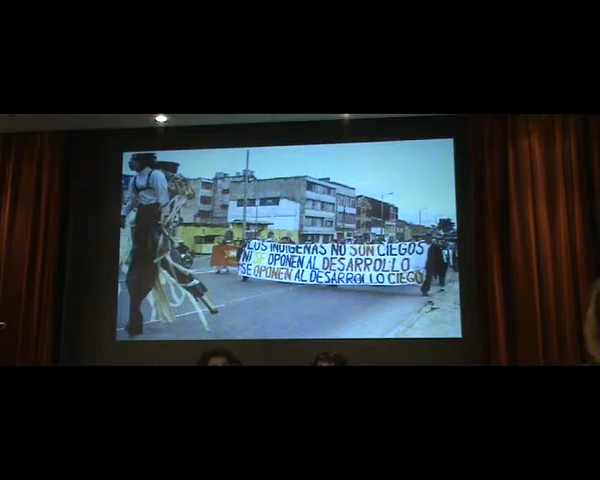 LOS INDIGENAS NO SON CIEGOS
NI SE OPONEN AL DESARROLLO
SE OPONEN AL DESARROLLO CIEGO